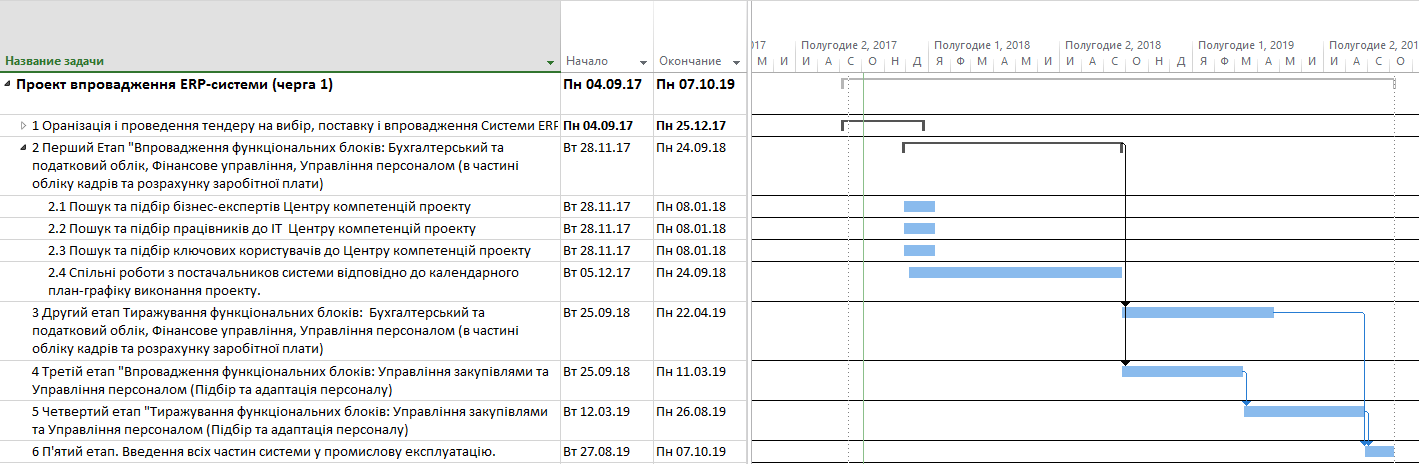 017 Полугодие 2, 2017 Полугодие 1, 2018 Полугодие 2, 2018 Полугодие 1, 2019 Полугодие 2, 201
Название задачи Начало Окончание М И И А С О Н Д Я Ф М А М И И А С О Н Д Я Ф М А М И И А С О
Проект впровадження ERP-системи (черга 1) Пн 04.09.17 Пн 07.10.19
1 Оранізація і проведення тендеру на вибір, поставку і впровадження Системи ERP Пн 04.09.17 Пн 25.12.17
2 Перший Етап "Впровадження функціональних блоків: Бухгалтерський та Вт 28.11.17 Пн 24.09.18
податковий облік, Фінансове управління, Управління персоналом (в частині
обліку кадрів та розрахунку заробітної плати)
2.1 Пошук та підбір бізнес-експертів Центру компетенцій проекту Вт 28.11.17 Пн 08.01.18
2.2 Пошук та підбір працівників до ІТ Центру компетенцій проекту Вт 28.11.17 Пн 08.01.18
2.3 Пошук та підбір ключових користувачів до Центру компетенцій проекту Вт 28.11.17 Пн 08.01.18
2.4 Спільні роботи з постачальников системи відповідно до календарного Вт 05.12.17 Пн 24.09.18
план-графіку виконання проекту.
3 Другий етап Тиражування функціональних блоків: Бухгалтерський та Вт 25.09.18 Пн 22.04.19
податковий облік, Фінансове управління, Управління персоналом (в частині
обліку кадрів та розрахунку заробітної плати)
4 Третій етап "Впровадження функціональних блоків: Управління закупівлями та Вт 25.09.18 Пн 11.03.19
Управління персоналом (Підбір та адаптація персоналу)
5 Четвертий етап "Тиражування функціональних блоків: Управління закупівлями Вт 12.03.19 Пн 26.08.19
та Управління персоналом (Підбір та адаптація персоналу)
6 П'ятий етап. Введення всіх частин системи у промислову експлуатацію. Вт 27.08.19 Пн 07.10.19